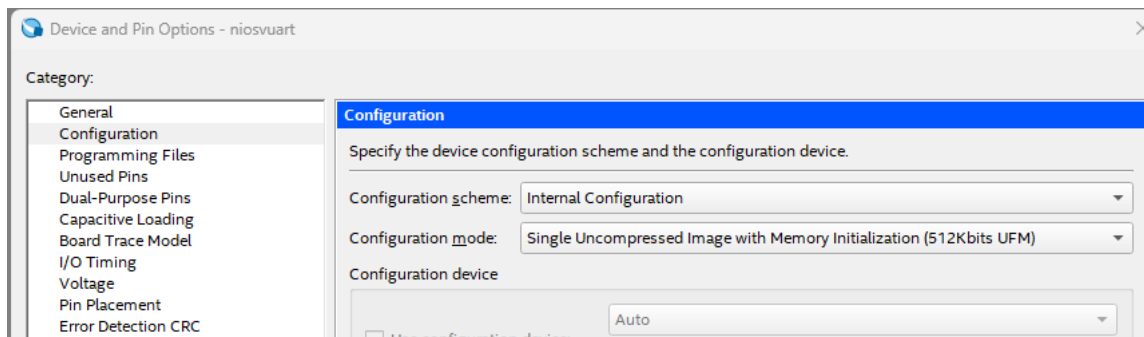 Device and Pin Options - niosvuart
Category:
General
Configuration
Programming Files
Unused Pins
Dual-Purpose Pins
Capacitive Loading
Board Trace Model
I/O Timing
Voltage
Pin Placement
Error Detection CRC
Configuration
Specify the device configuration scheme and the configuration device.
Configuration scheme: Internal Configuration
Configuration mode: Single Uncompressed Image with Memory Initialization (512Kbits UFM)
Configuration device
Auto